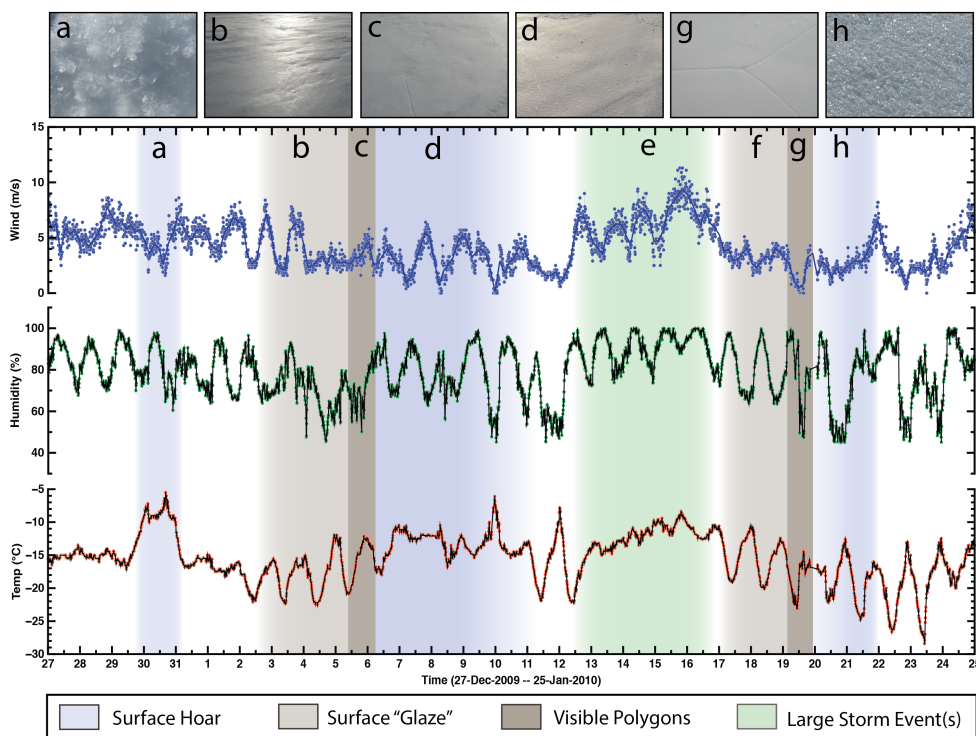 a b c d g h
15
a b c d e f g h
10
5
0
Wind (m/s)
100
80
60
40
Humidity (%)
−5
−10
−15
−20
−25
−30
Temp (°C)
27 28 29 30 31 1 2 3 4 5 6 7 8 9 10 11 12 13 14 15 16 17 18 19 20 21 22 23 24 25
Time (27-Dec-2009 -- 25-Jan-2010)
Surface Hoar Surface “Glaze” Visible Polygons Large Storm Event(s)